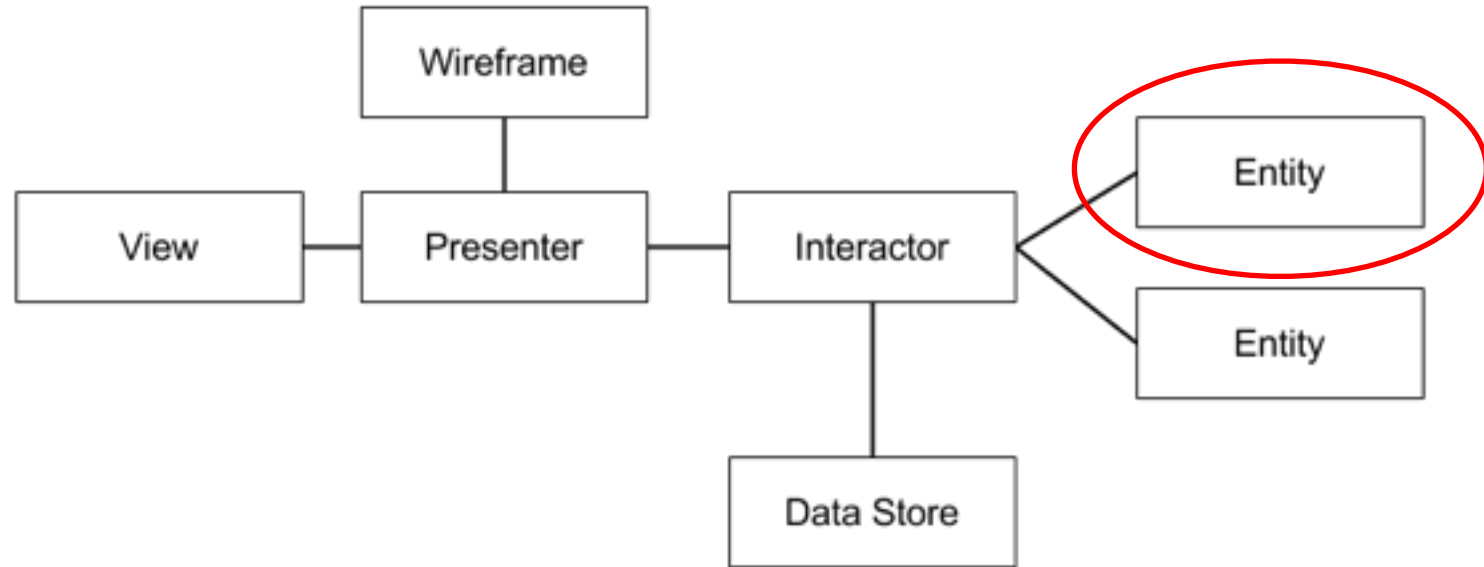 Wireframe
Entity
View
Presenter
Interactor
Entity
Data Store